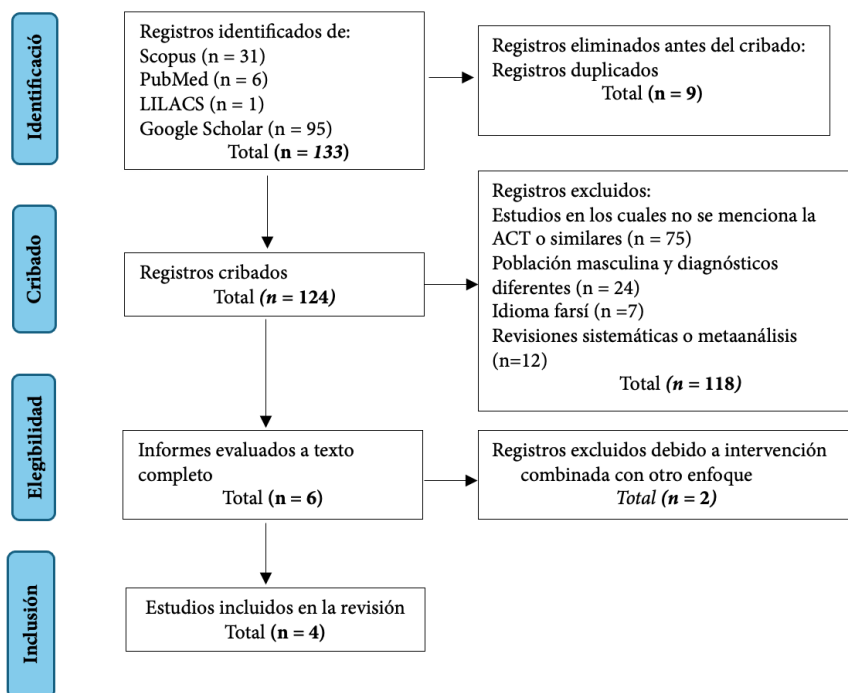 Identificació
Registros identificados de:
Scopus (n = 31)
PubMed (n = 6)
LILACS (n = 1)
Google Scholar (n = 95)
Total (n = 133)
Registros eliminados antes del cribado:
Registros duplicados
Total (n = 9)
Cribado
Registros cribados
Total (n = 124)
Registros excluidos:
Estudios en los cuales no se menciona la
ACT o similares (n = 75)
Población masculina y diagnósticos
diferentes (n = 24)
Idioma farsí (n =7)
Revisiones sistemáticas o metaanálisis
(n=12)
Total (n = 118)
Elegibilidad
Informes evaluados a texto
completo
Total (n = 6)
Registros excluidos debido a intervención
combinada con otro enfoque
Total (n = 2)
Inclusión
Estudios incluidos en la revisión
Total (n = 4)